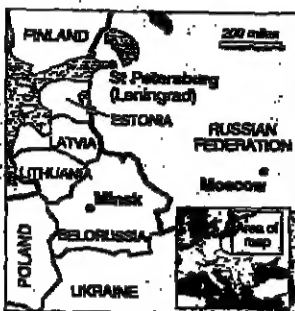 FINLAND
200 miles
St Petersburg
(Leningrad)
ESTONIA
LATVIA
RUSSIAN
FEDERATION
LITHUANIA
Moscow
Minsk
BELORUSSIA
Area of
map
POLAND
UKRAINE